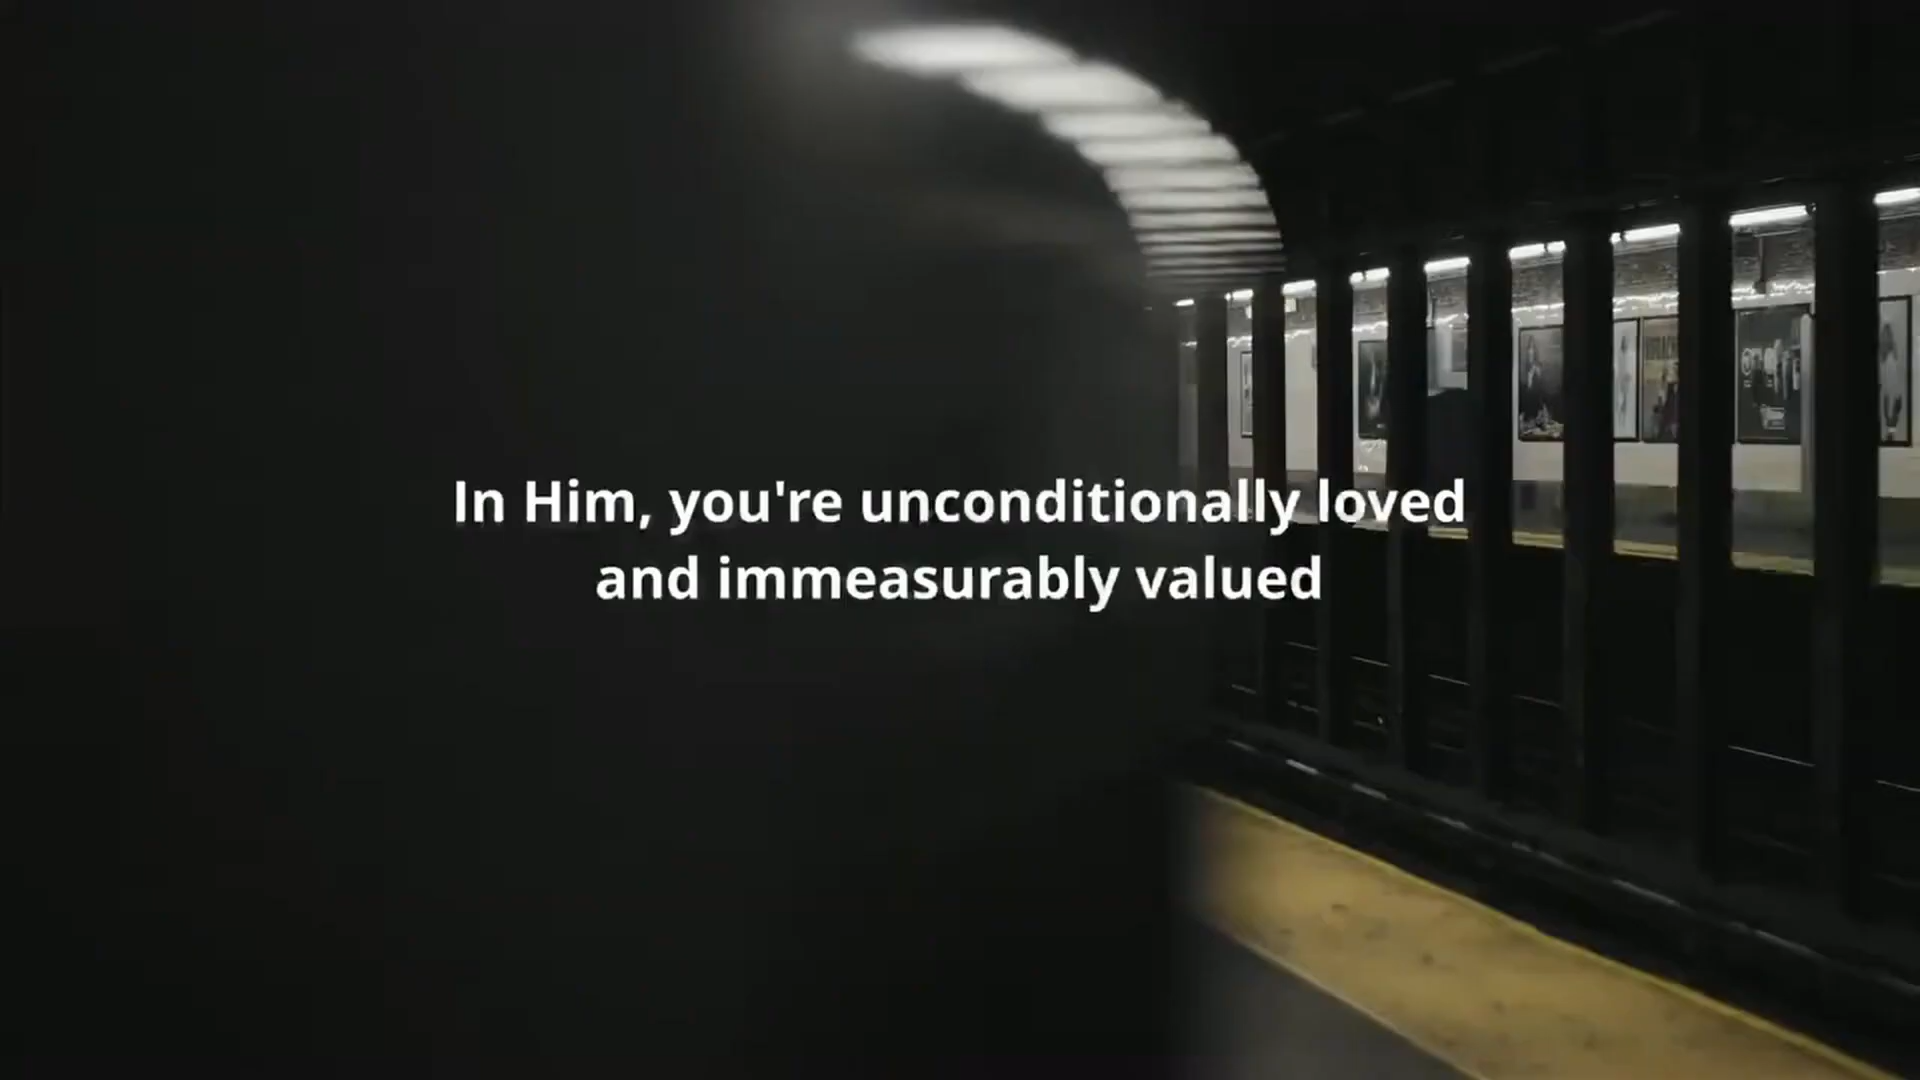 In Him, you're unconditionally loved
and immeasurably valued